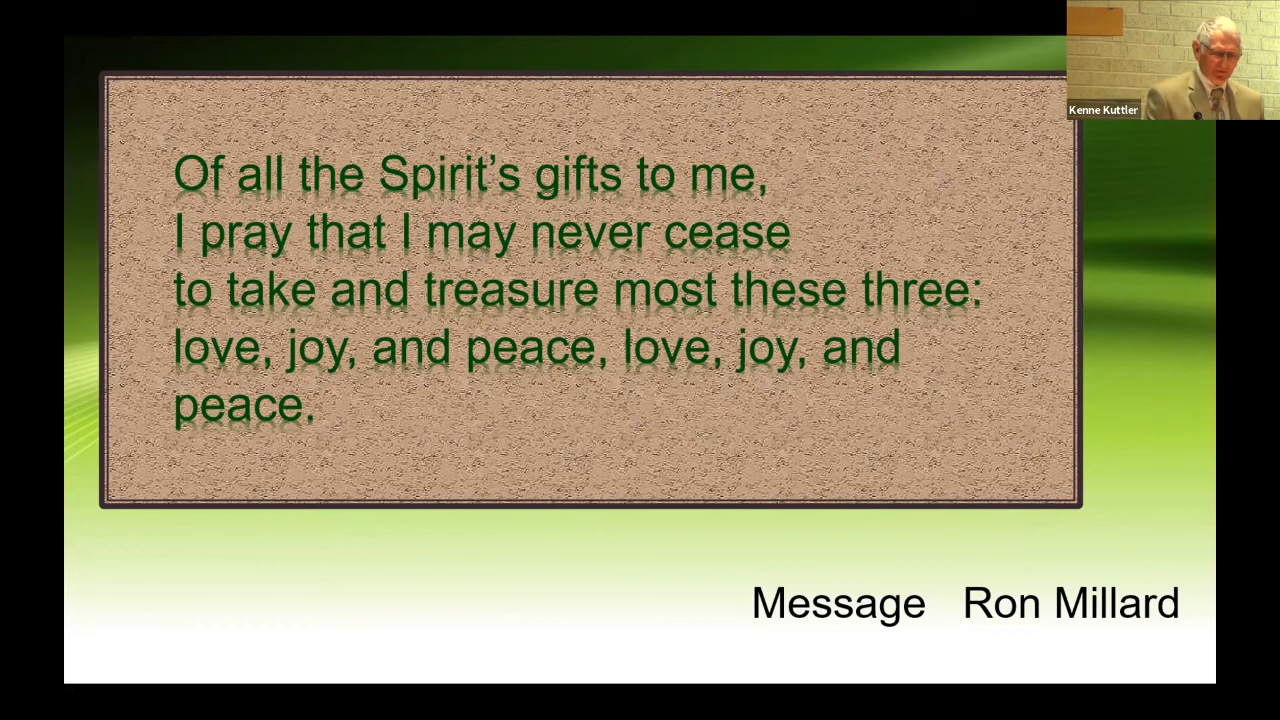 Kenne Kuttler
Of all the Spirit’s gifts to me,
I pray that I may never cease
to take and treasure most these three:
love, joy, and peace, love, joy, and
peace.
Message Ron Millard